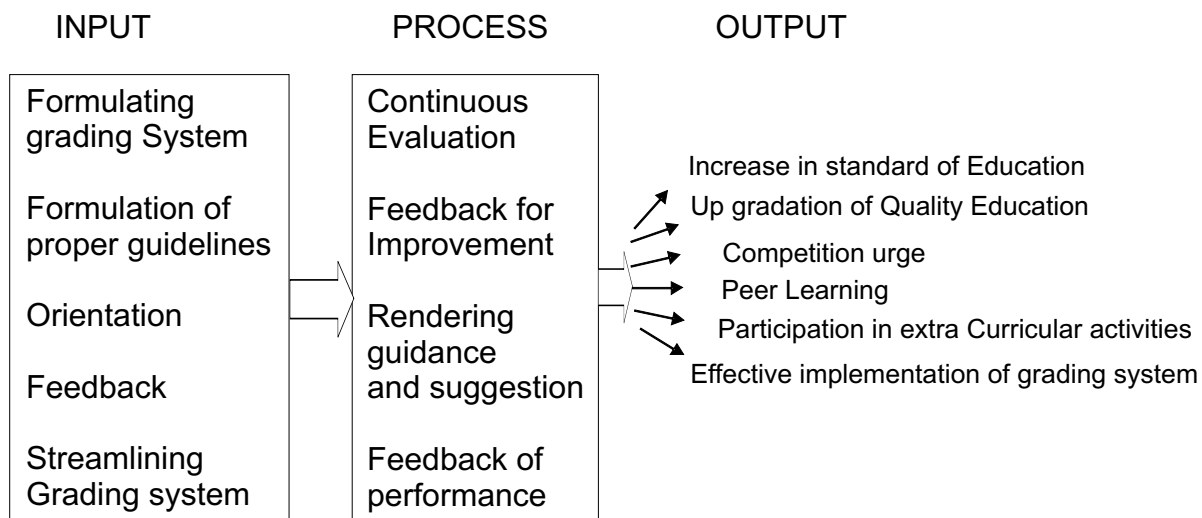 INPUT
PROCESS
OUTPUT
Formulating
grading System
Formulation of
proper guidelines
Orientation
Feedback
Streamlining
Grading system
Continuous
Evaluation
Feedback for
Improvement
Rendering
guidance
and suggestion
Feedback of
performance
Increase in standard of Education
Up gradation of Quality Education
Competition urge
Peer Learning
Participation in extra Curricular activities
Effective implementation of grading system